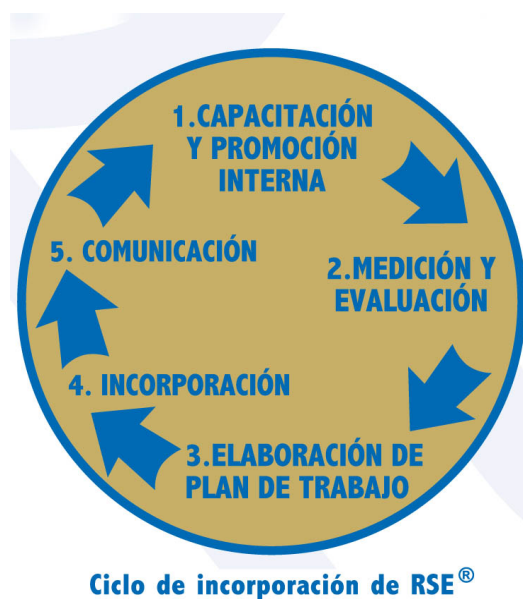 1.CAPACITACIÓN
Y PROMOCIÓN
INTERNA
2.MEDICIÓN Y
EVALUACIÓN
3.ELABORACIÓN DE
PLAN DE TRABAJO
4. INCORPORACIÓN
5. COMUNICACIÓN
Ciclo de incorporación de RSE®